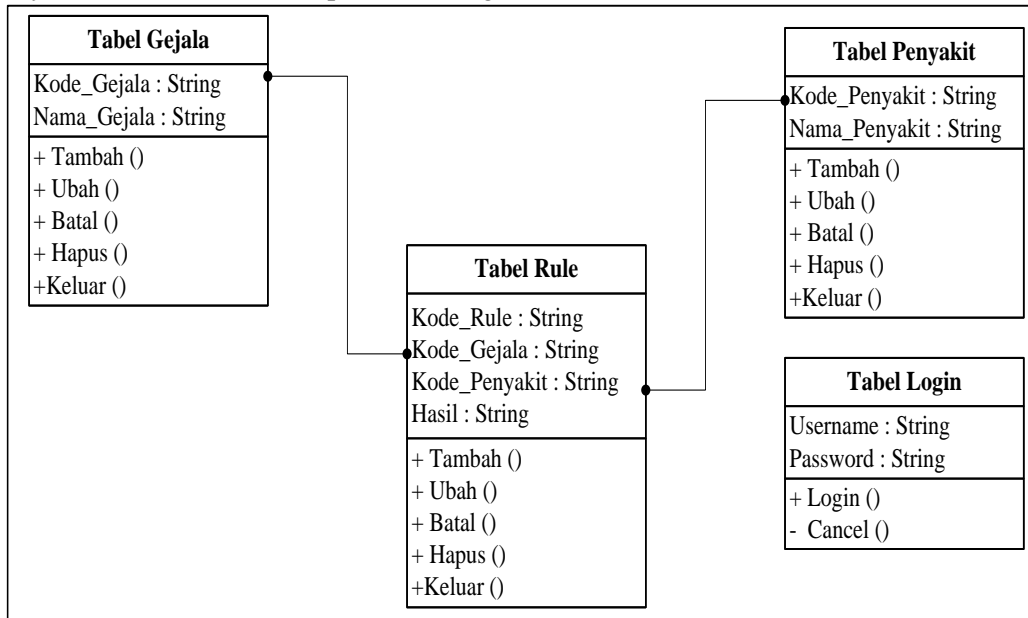 Tabel Gejala
Kode_Gejala : String
Nama_Gejala : String
+ Tambah ()
+ Ubah ()
+ Batal ()
+ Hapus ()
+Keluar ()
Tabel Rule
Kode_Rule : String
Kode_Gejala : String
Kode_Penyakit : String
Hasil : String
+ Tambah ()
+ Ubah ()
+ Batal ()
+ Hapus ()
+Keluar ()
Tabel Penyakit
Kode_Penyakit : String
Nama_Penyakit : String
+ Tambah ()
+ Ubah ()
+ Batal ()
+ Hapus ()
+Keluar ()
Tabel Login
Username : String
Password : String
+ Login ()
- Cancel ()